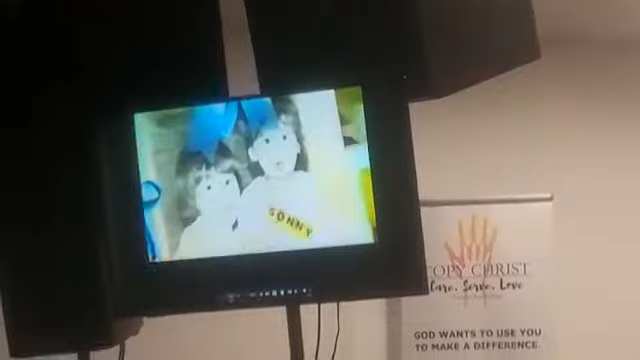 SONNY
COPY CHRIST
Care. Serve. Love
GOD WANTS TO USE YOU
TO MAKE A DIFFERENCE.